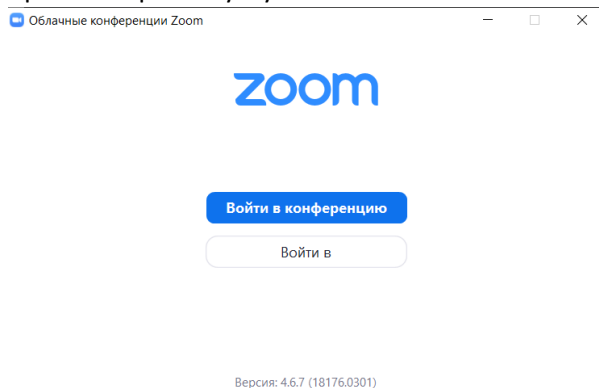 Облачные конференции Zoom
zoom
Войти в конференцию
Войти в
Версия: 4.6.7 (18176.0301)